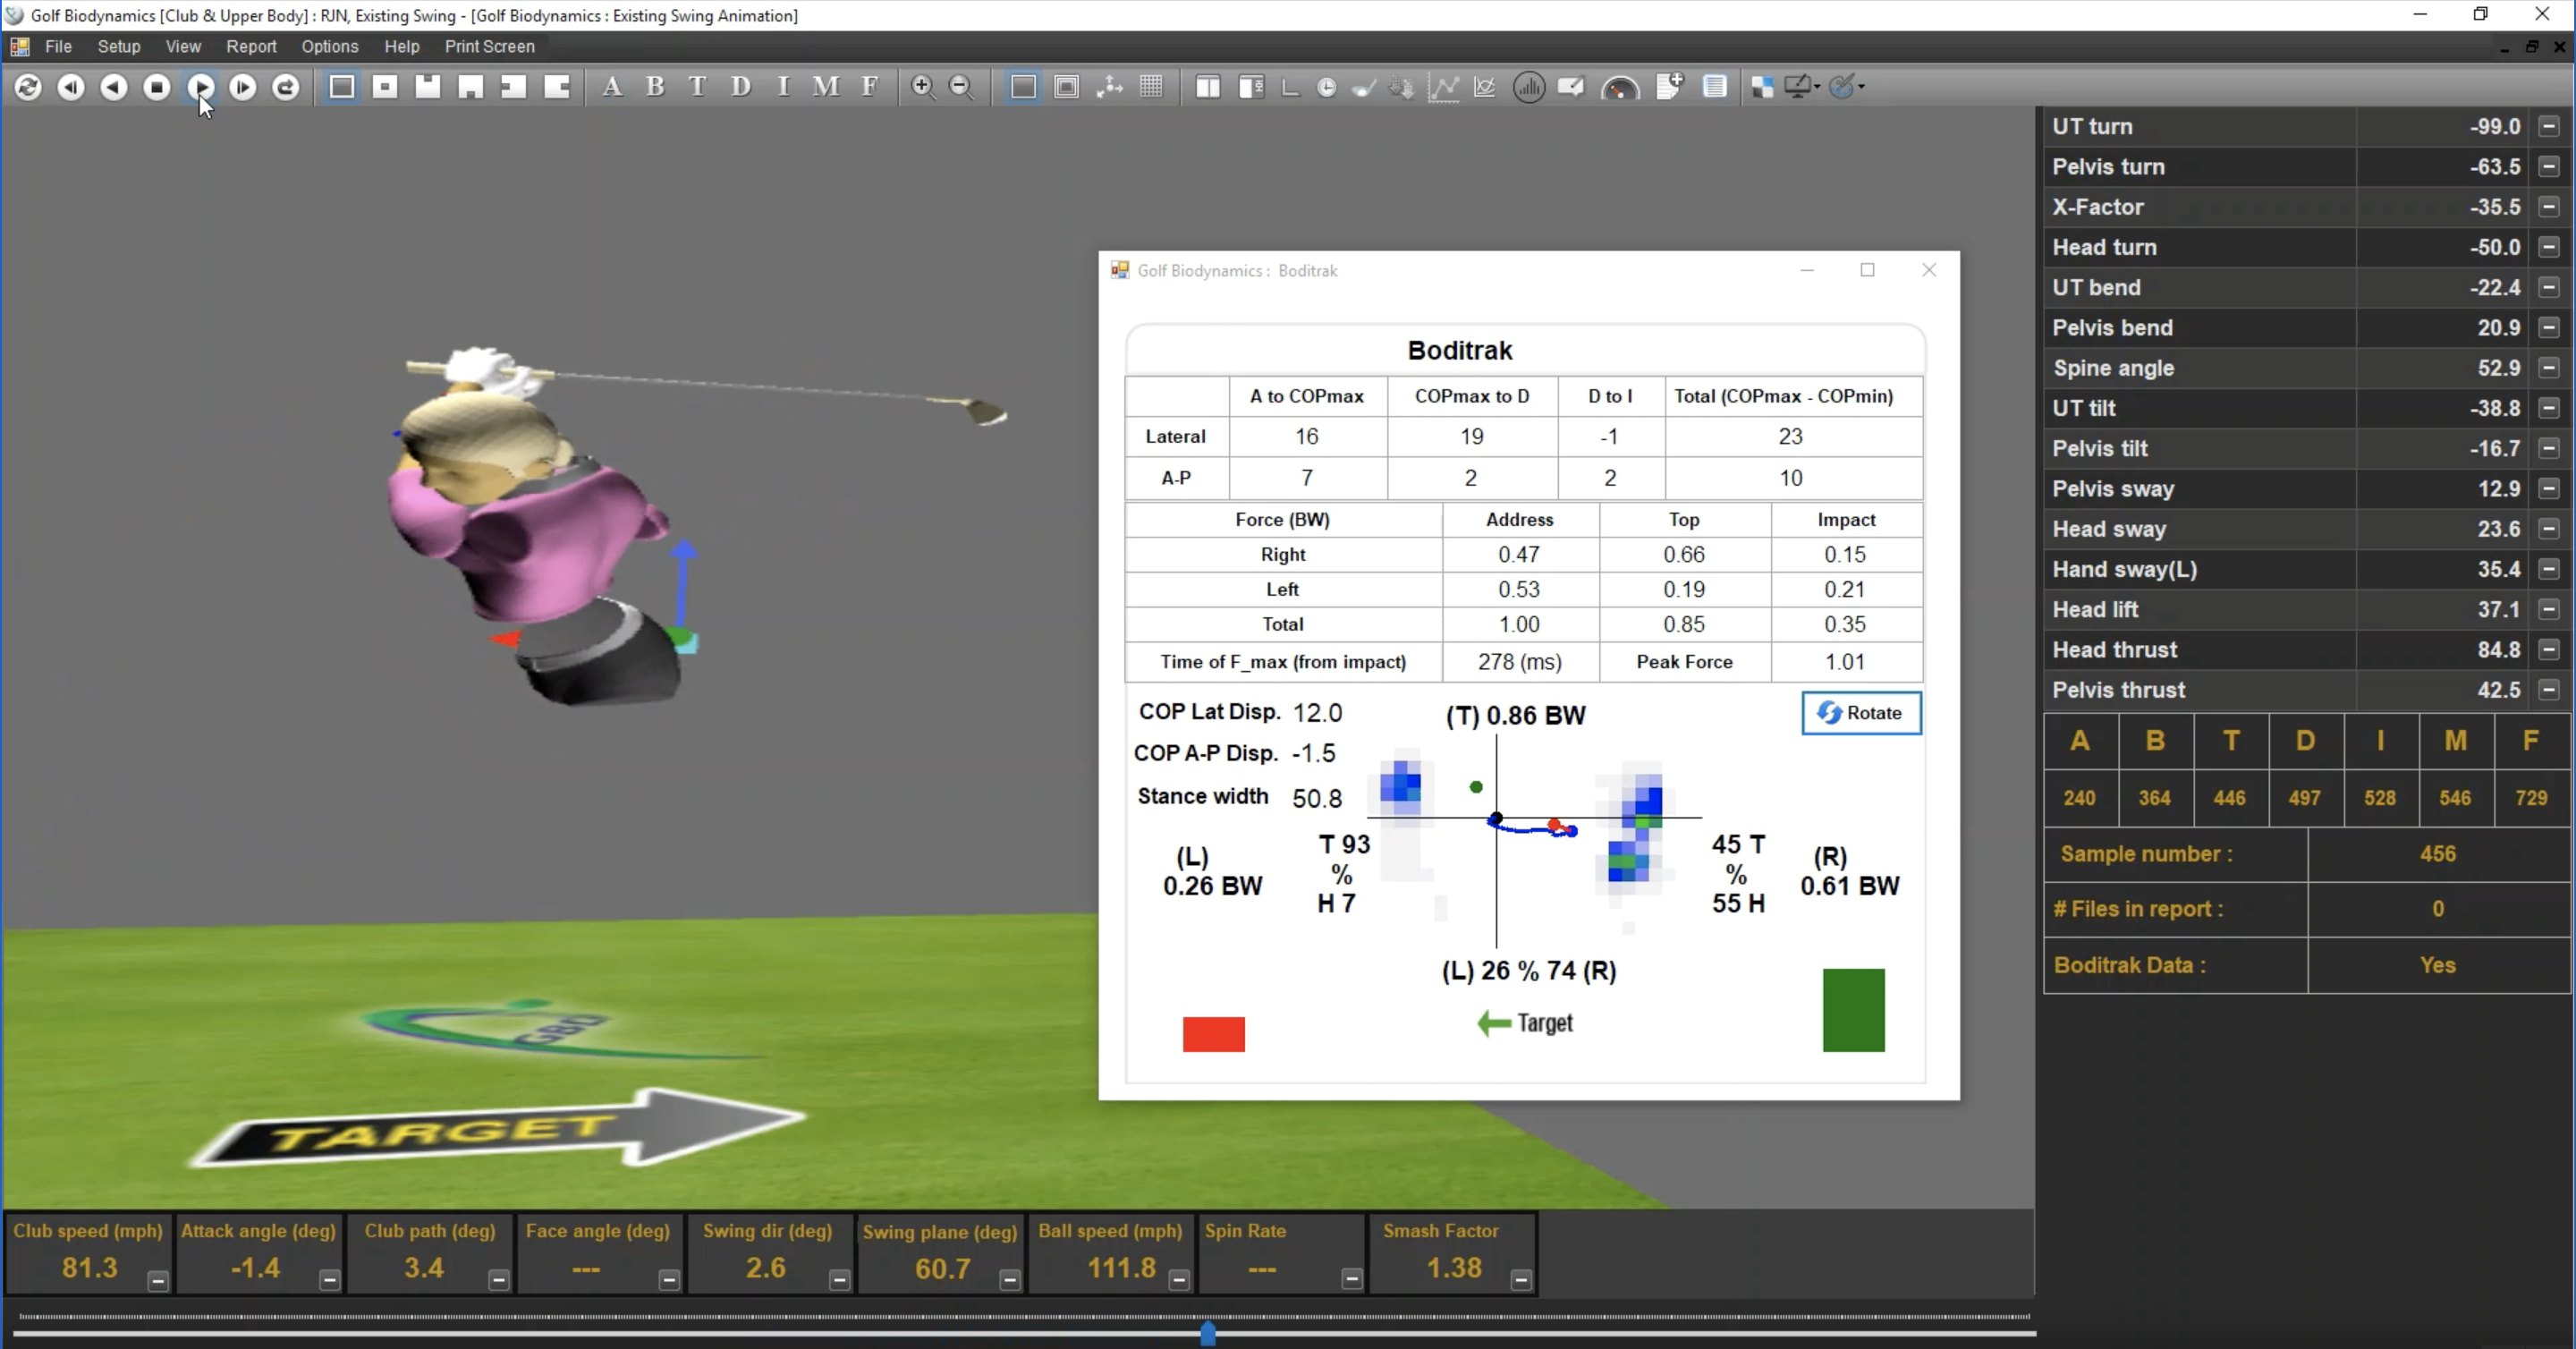 Golf Biodynamics [Club & Upper Body] : RJN, Existing Swing - [Golf Biodynamics : Existing Swing Animation]
File Setup View Report Options Help Print Screen
A B T D I M F
UT turn -99.0
Pelvis turn -63.5
X-Factor -35.5
Head turn -50.0
UT bend -22.4
Pelvis bend 20.9
Spine angle 52.9
UT tilt -38.8
Pelvis tilt -16.7
Pelvis sway 12.9
Head sway 23.6
Hand sway(L) 35.4
Head lift 37.1
Head thrust 84.8
Pelvis thrust 42.5
A B T D I M F
240 364 446 497 528 546 729
Sample number : 456
# Files in report : 0
Boditrak Data : Yes
Golf Biodynamics : Boditrak
Boditrak
A to COPmax COPmax to D D to I Total (COPmax - COPmin)
Lateral 16 19 -1 23
A-P 7 2 2 10
Force (BW) Address Top Impact
Right 0.47 0.66 0.15
Left 0.53 0.19 0.21
Total 1.00 0.85 0.35
Time of F_max (from impact) 278 (ms) Peak Force 1.01
COP Lat Disp. 12.0
(T) 0.86 BW
Rotate
COP A-P Disp. -1.5
Stance width 50.8
T 93
%
H 7
45 T
%
55 H
(L)
0.26 BW
(R)
0.61 BW
(L) 26 % 74 (R)
Target
GBD
TARGET
Club speed (mph) Attack angle (deg) Club path (deg) Face angle (deg) Swing dir (deg) Swing plane (deg) Ball speed (mph) Spin Rate Smash Factor
81.3 -1.4 3.4 --- 2.6 60.7 111.8 --- 1.38